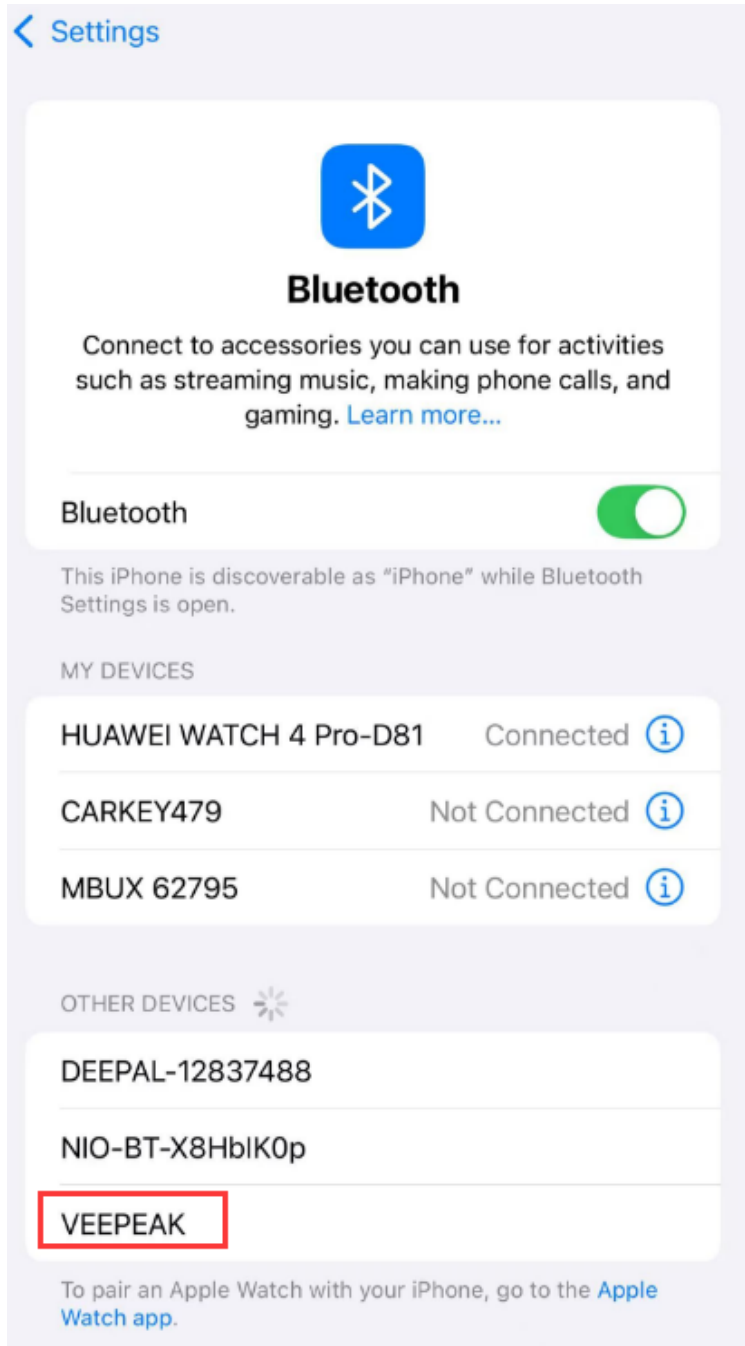 Settings
Bluetooth
Connect to accessories you can use for activities
such as streaming music, making phone calls, and
gaming. Learn more...
Bluetooth
This iPhone is discoverable as “iPhone” while Bluetooth
Settings is open.
MY DEVICES
HUAWEI WATCH 4 Pro-D81 Connected
CARKEY479 Not Connected
MBUX 62795 Not Connected
OTHER DEVICES
DEEPAL-12837488
NIO-BT-X8HblK0p
VEEPEAK
To pair an Apple Watch with your iPhone, go to the Apple
Watch app.